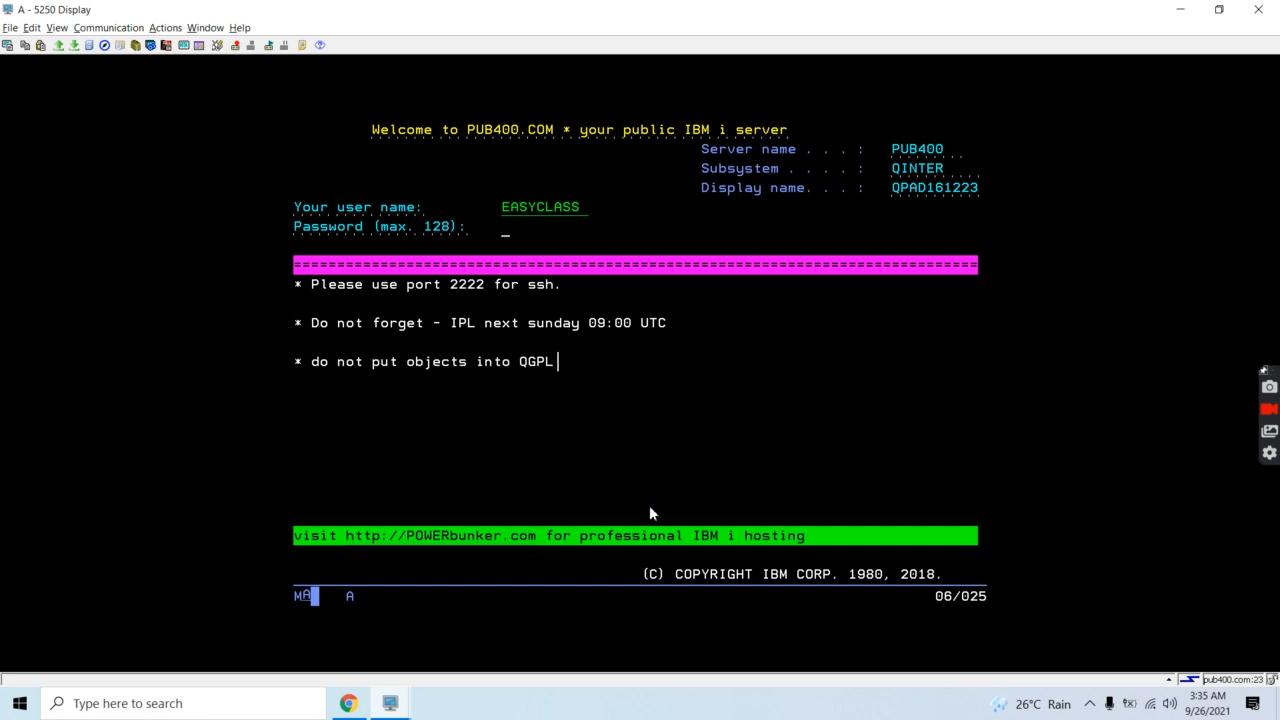 A - 5250 Display
File Edit View Communication Actions Window Help
Welcome to PUB400.COM * your public IBM i server
Server name . . . : PUB400
Subsystem . . . . : QINTER
Display name. . . : QPAD161223
Your user name: EASYCLASS
Password (max. 128):
===============================================================================
* Please use port 2222 for ssh.
* Do not forget - IPL next sunday 09:00 UTC
* do not put objects into QGPL
visit http://POWERbunker.com for professional IBM i hosting
(C) COPYRIGHT IBM CORP. 1980, 2018.
MA A 06/025
pub400.com:23
Type here to search
26°C Rain
3:35 AM
9/26/2021